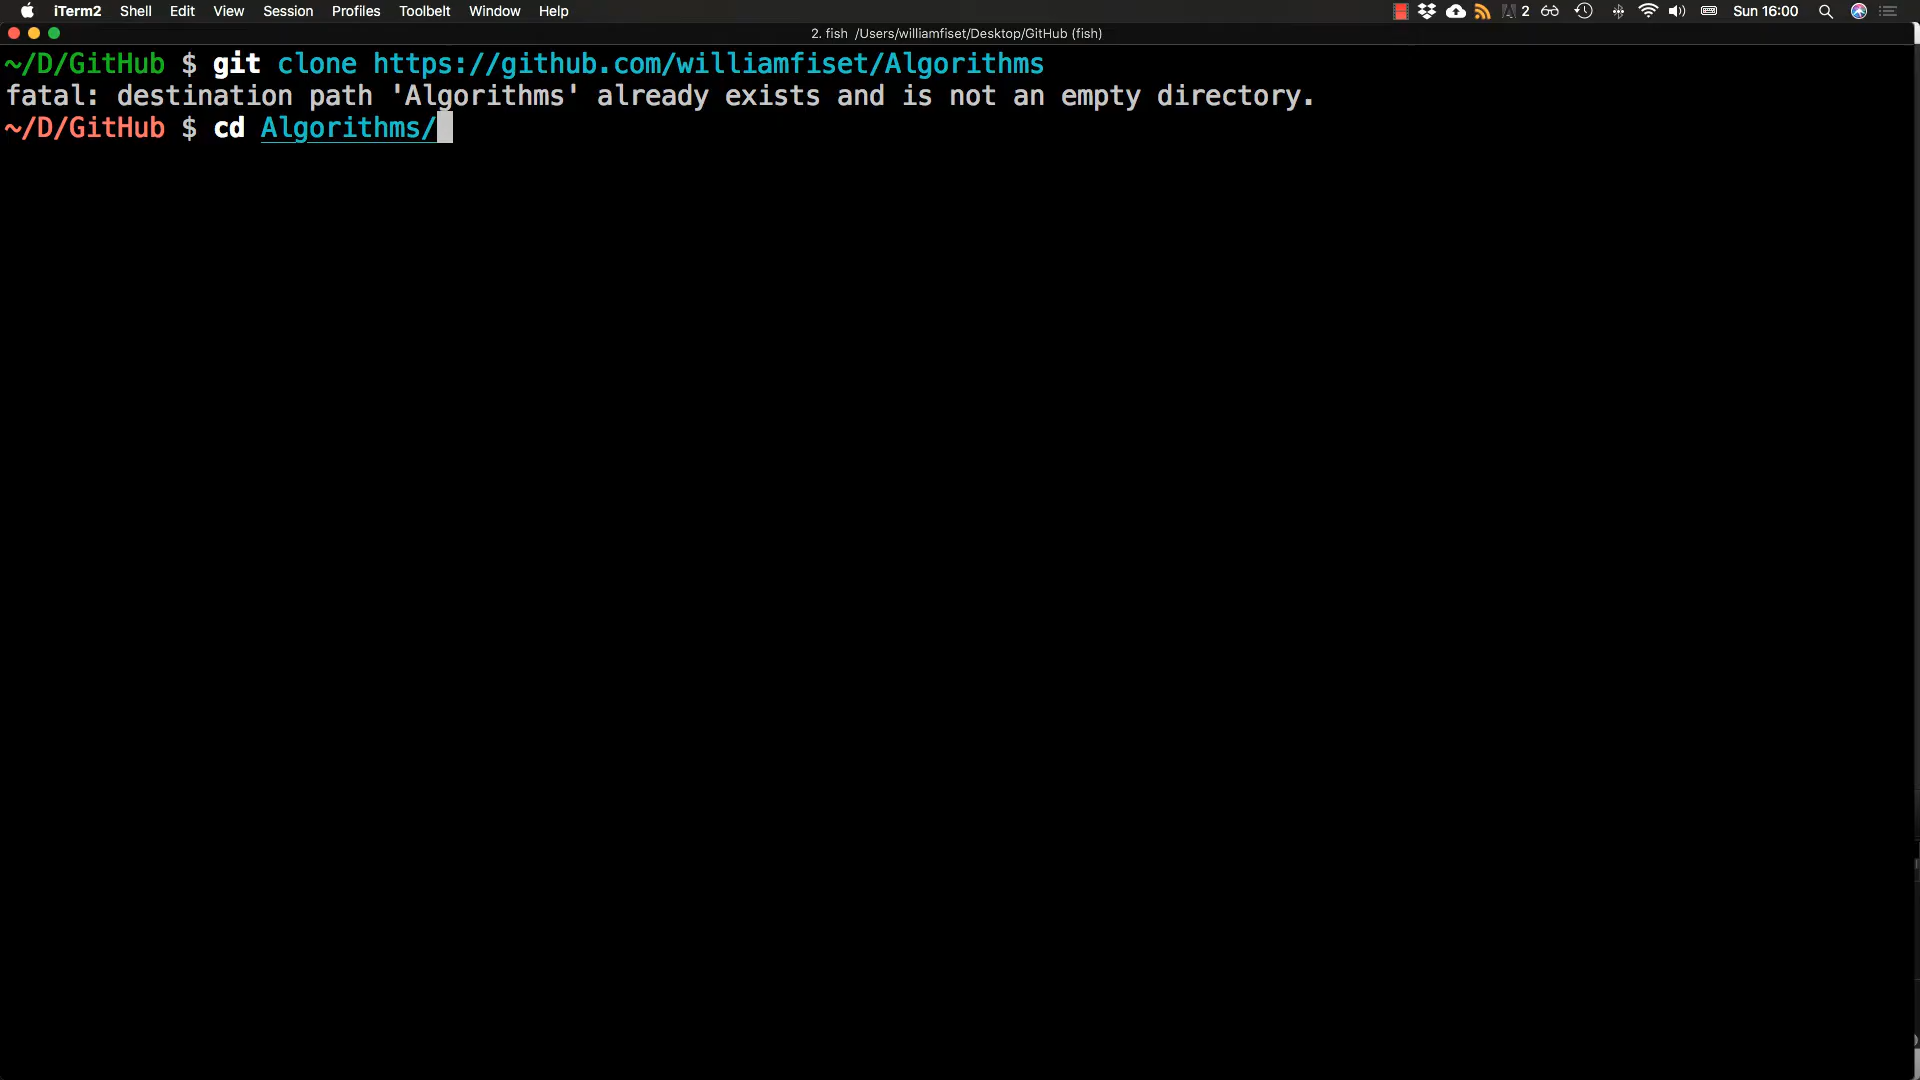 iTerm2 Shell Edit View Session Profiles Toolbelt Window Help 2 Sun 16:00
2. fish /Users/williamfiset/Desktop/GitHub (fish)
~/D/GitHub $ git clone https://github.com/williamfiset/Algorithms
fatal: destination path 'Algorithms' already exists and is not an empty directory.
~/D/GitHub $ cd Algorithms/